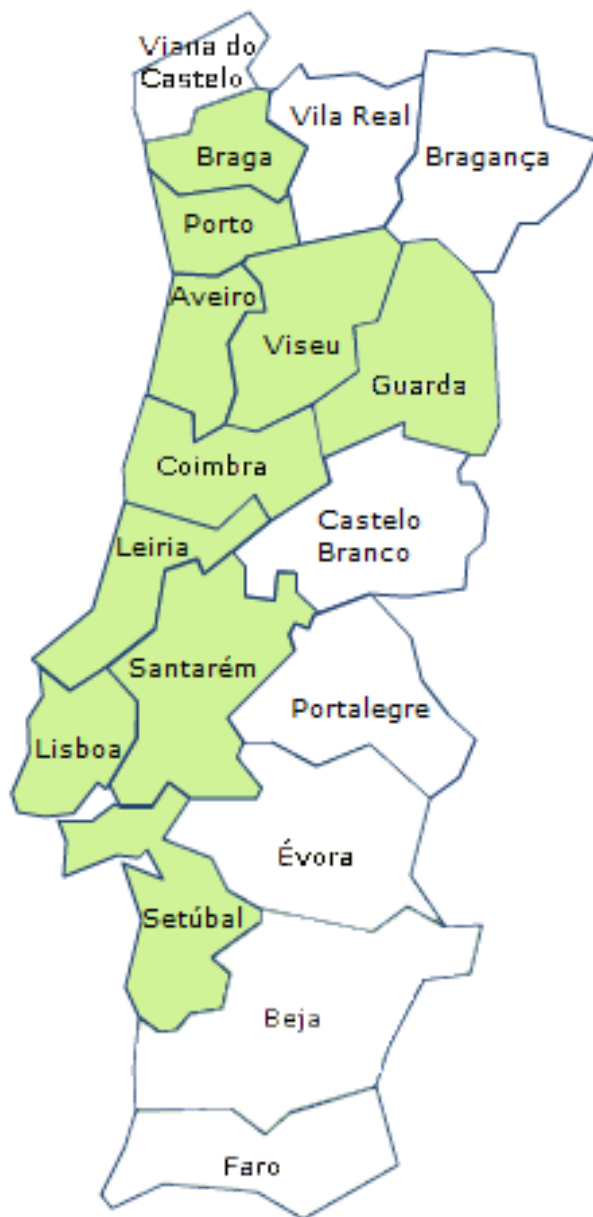 Viana do
Castelo
Vila Real
Bragança
Braga
Porto
Aveiro
Viseu
Guarda
Coimbra
Castelo
Branco
Leiria
Santarém
Portalegre
Lisboa
Évora
Setúbal
Beja
Faro